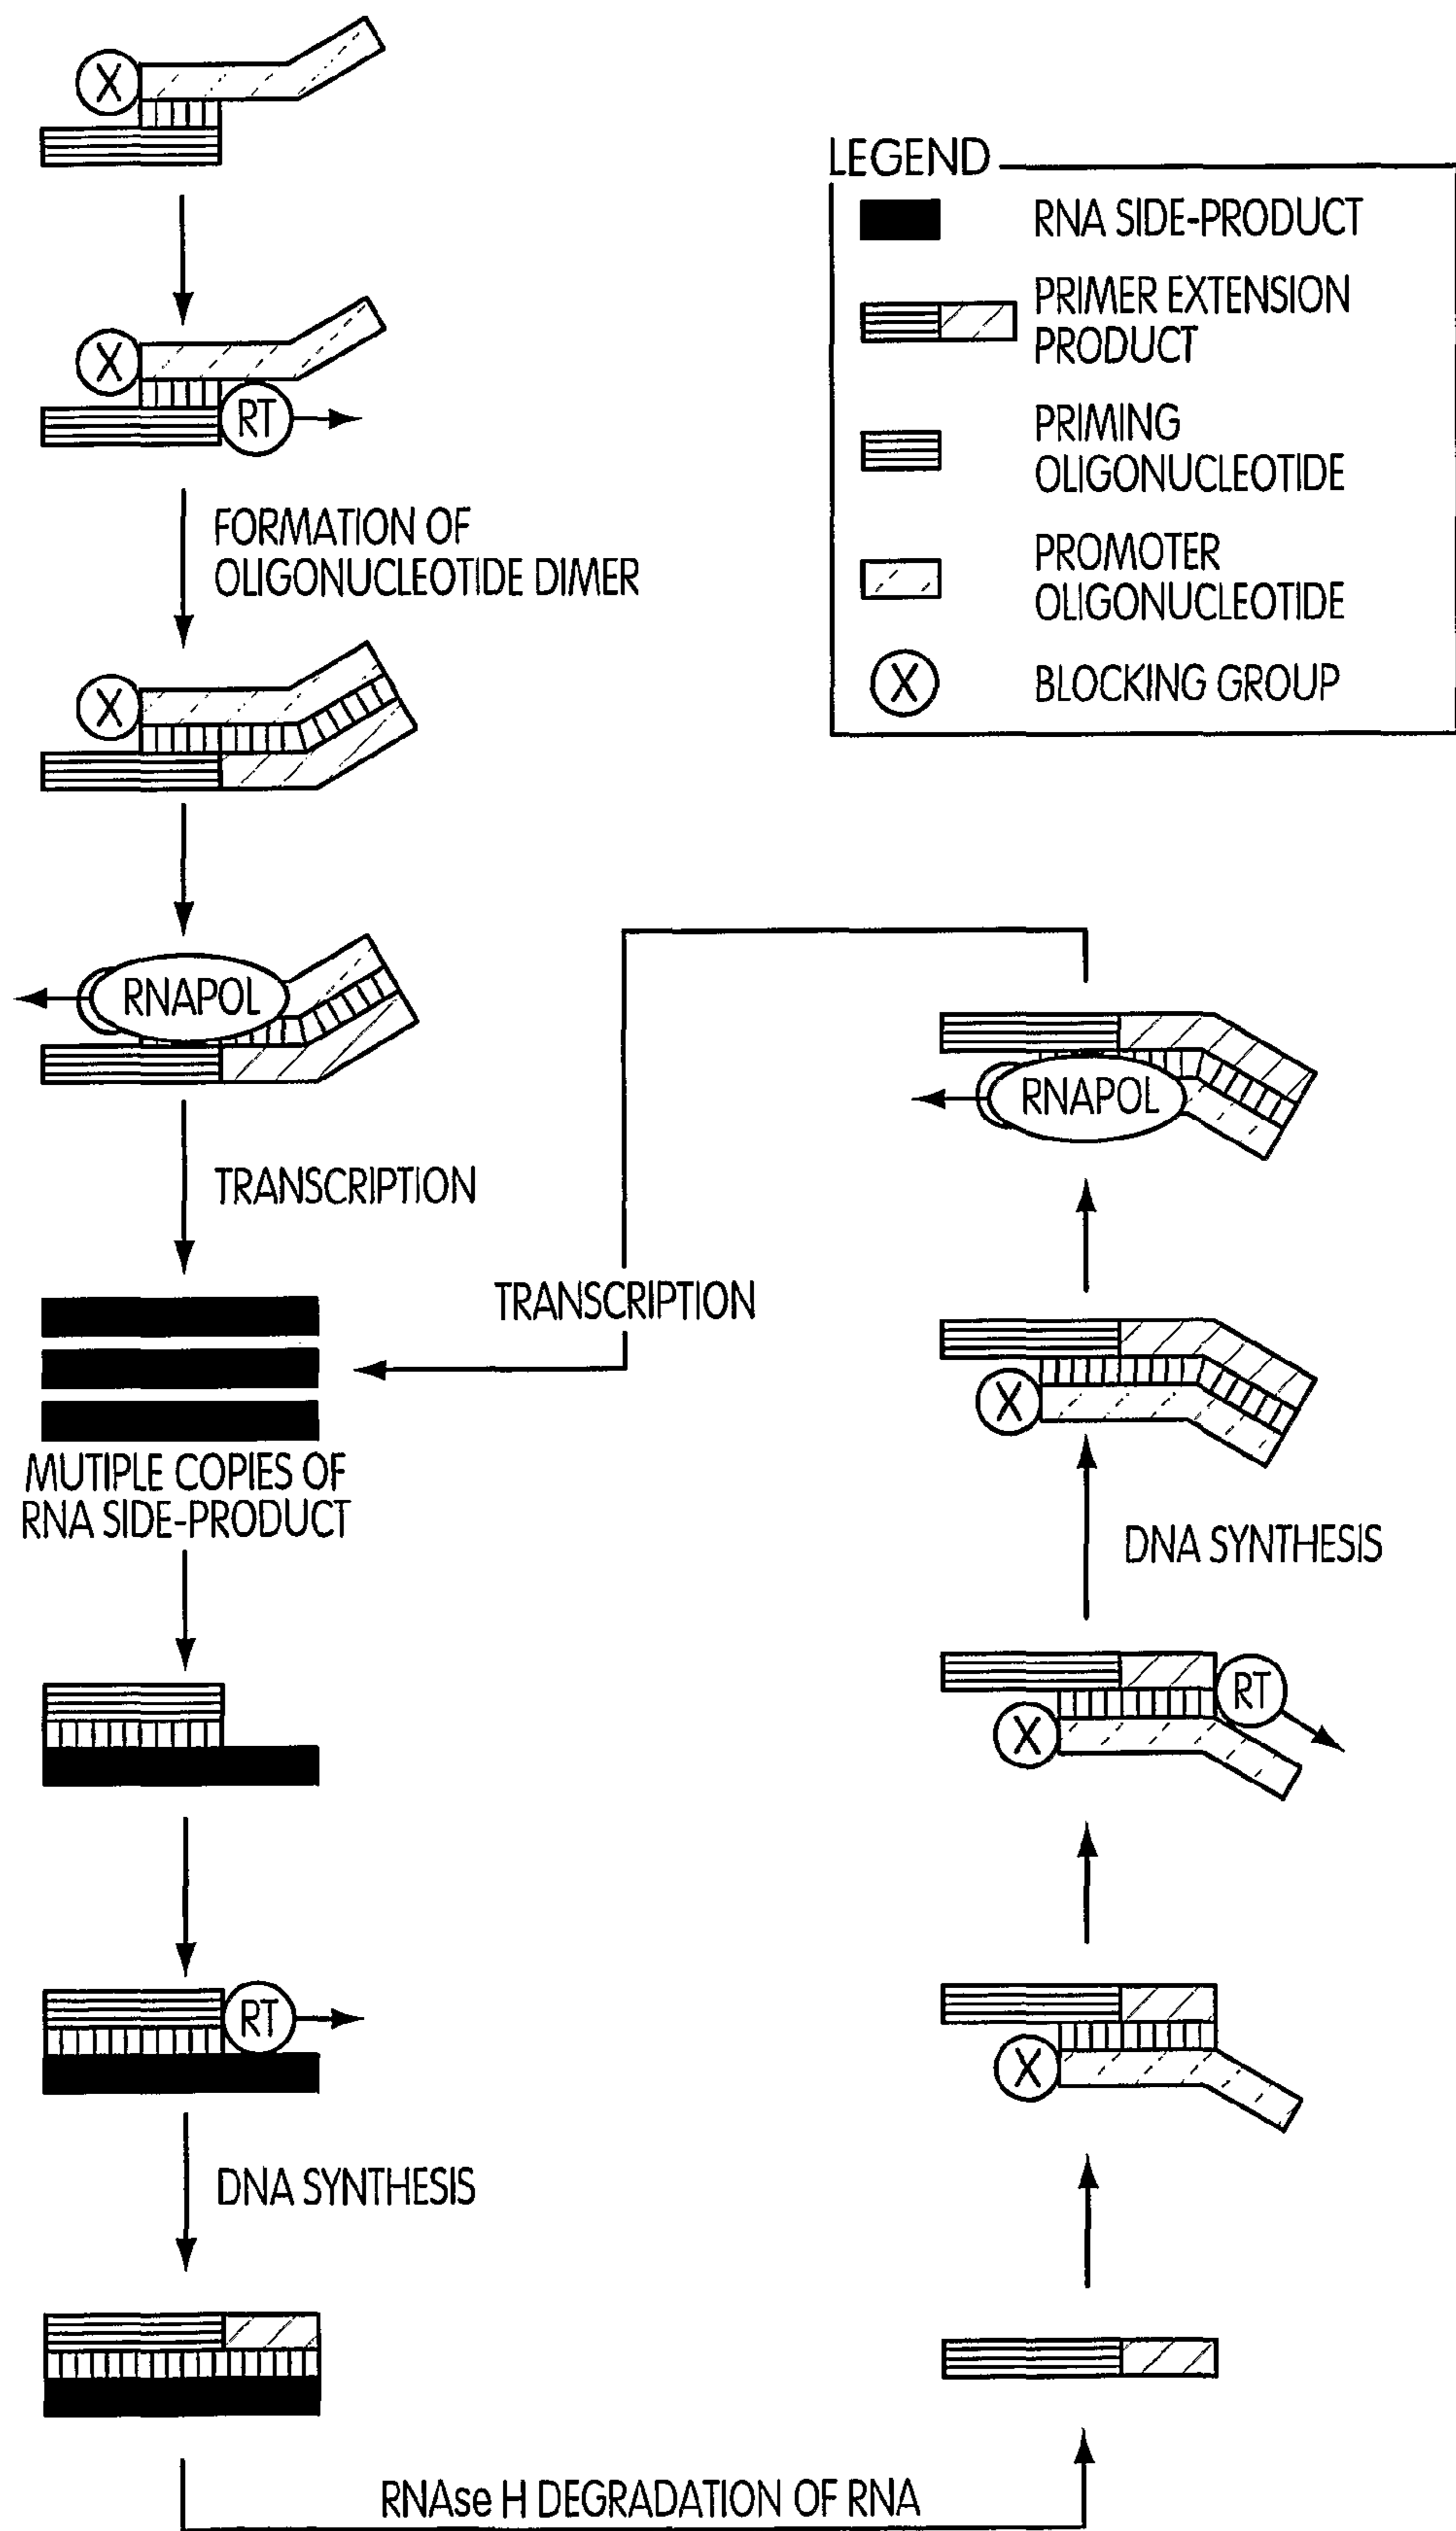 X
LEGEND
RNA SIDE-PRODUCT
PRIMER EXTENSION
PRODUCT
PRIMING
OLIGONUCLEOTIDE
PROMOTER
OLIGONUCLEOTIDE
X
BLOCKING GROUP
X
RT
FORMATION OF
OLIGONUCLEOTIDE DIMER
X
RNAPOL
TRANSCRIPTION
MUTIPLE COPIES OF
RNA SIDE-PRODUCT
RT
DNA SYNTHESIS
RNAse H DEGRADATION OF RNA
X
RT
X
DNA SYNTHESIS
X
RNAPOL
TRANSCRIPTION